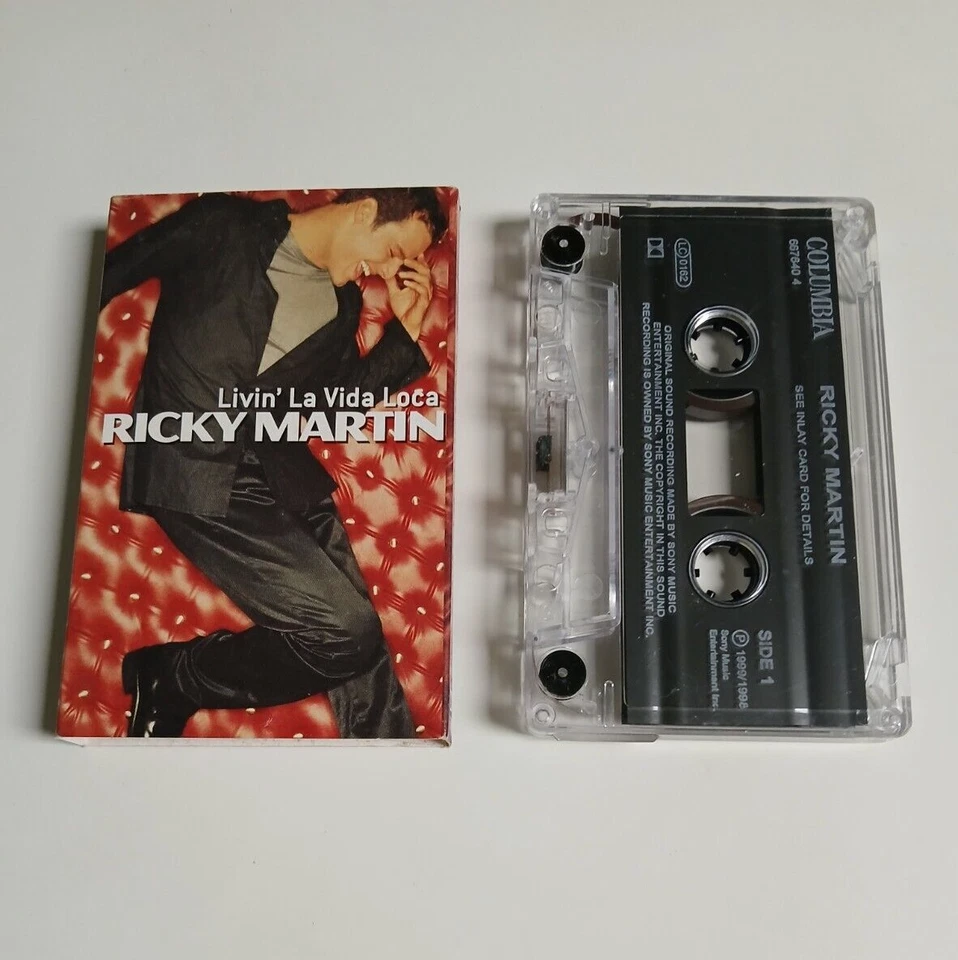 Livin' La Vida Loca
RICKY MARTIN
COLUMBIA
667640 4
RICKY MARTIN
SEE INLAY CARD FOR DETAILS
SIDE 1
Ⓟ 1999/1998
Sony Music
Entertainment Inc
LC 0162
ORIGINAL SOUND RECORDING MADE BY SONY MUSIC
ENTERTAINMENT INC. THE COPYRIGHT IN THIS SOUND
RECORDING IS OWNED BY SONY MUSIC ENTERTAINMENT INC.